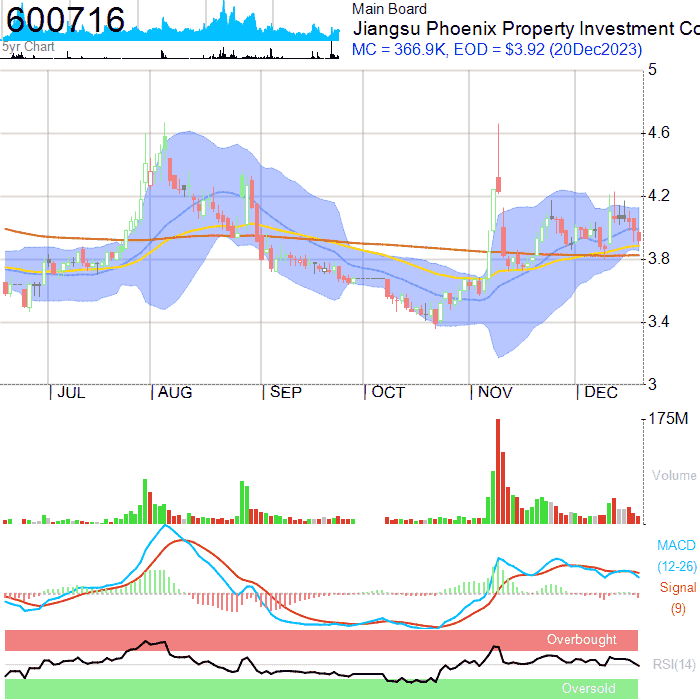 600716
5yr Chart
Main Board
Jiangsu Phoenix Property Investment Co
MC = 366.9K, EOD = $3.92 (20Dec2023)
5
4.6
4.2
3.8
3.4
3
JUL AUG SEP OCT NOV DEC
175M
Volume
MACD
(12-26)
Signal
(9)
Overbought
RSI(14)
Oversold